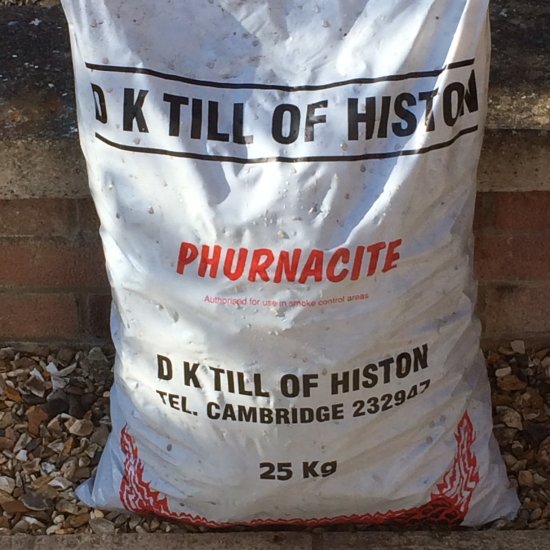 D K TILL OF HISTON
PHURNACITE
Authorised for use in smoke control areas
D K TILL OF HISTON
TEL. CAMBRIDGE 232947
25 Kg